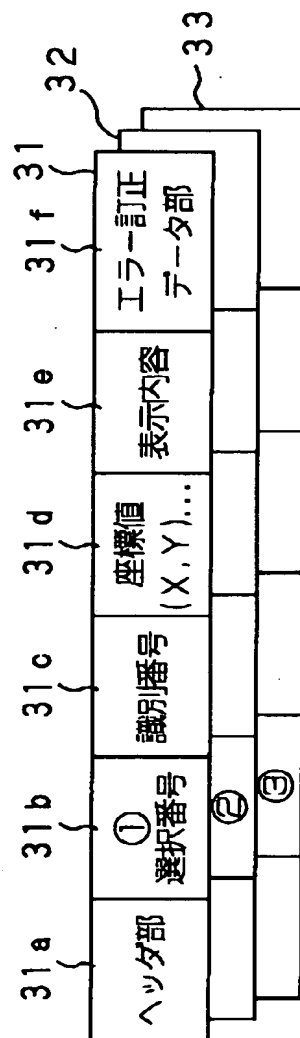 31a
31b
31c
31d
31e
31f
31
32
33
ヘッダ部
①
選択番号
識別番号
座標値
(X,Y)...
表示内容
エラー訂正
データ部
②
③